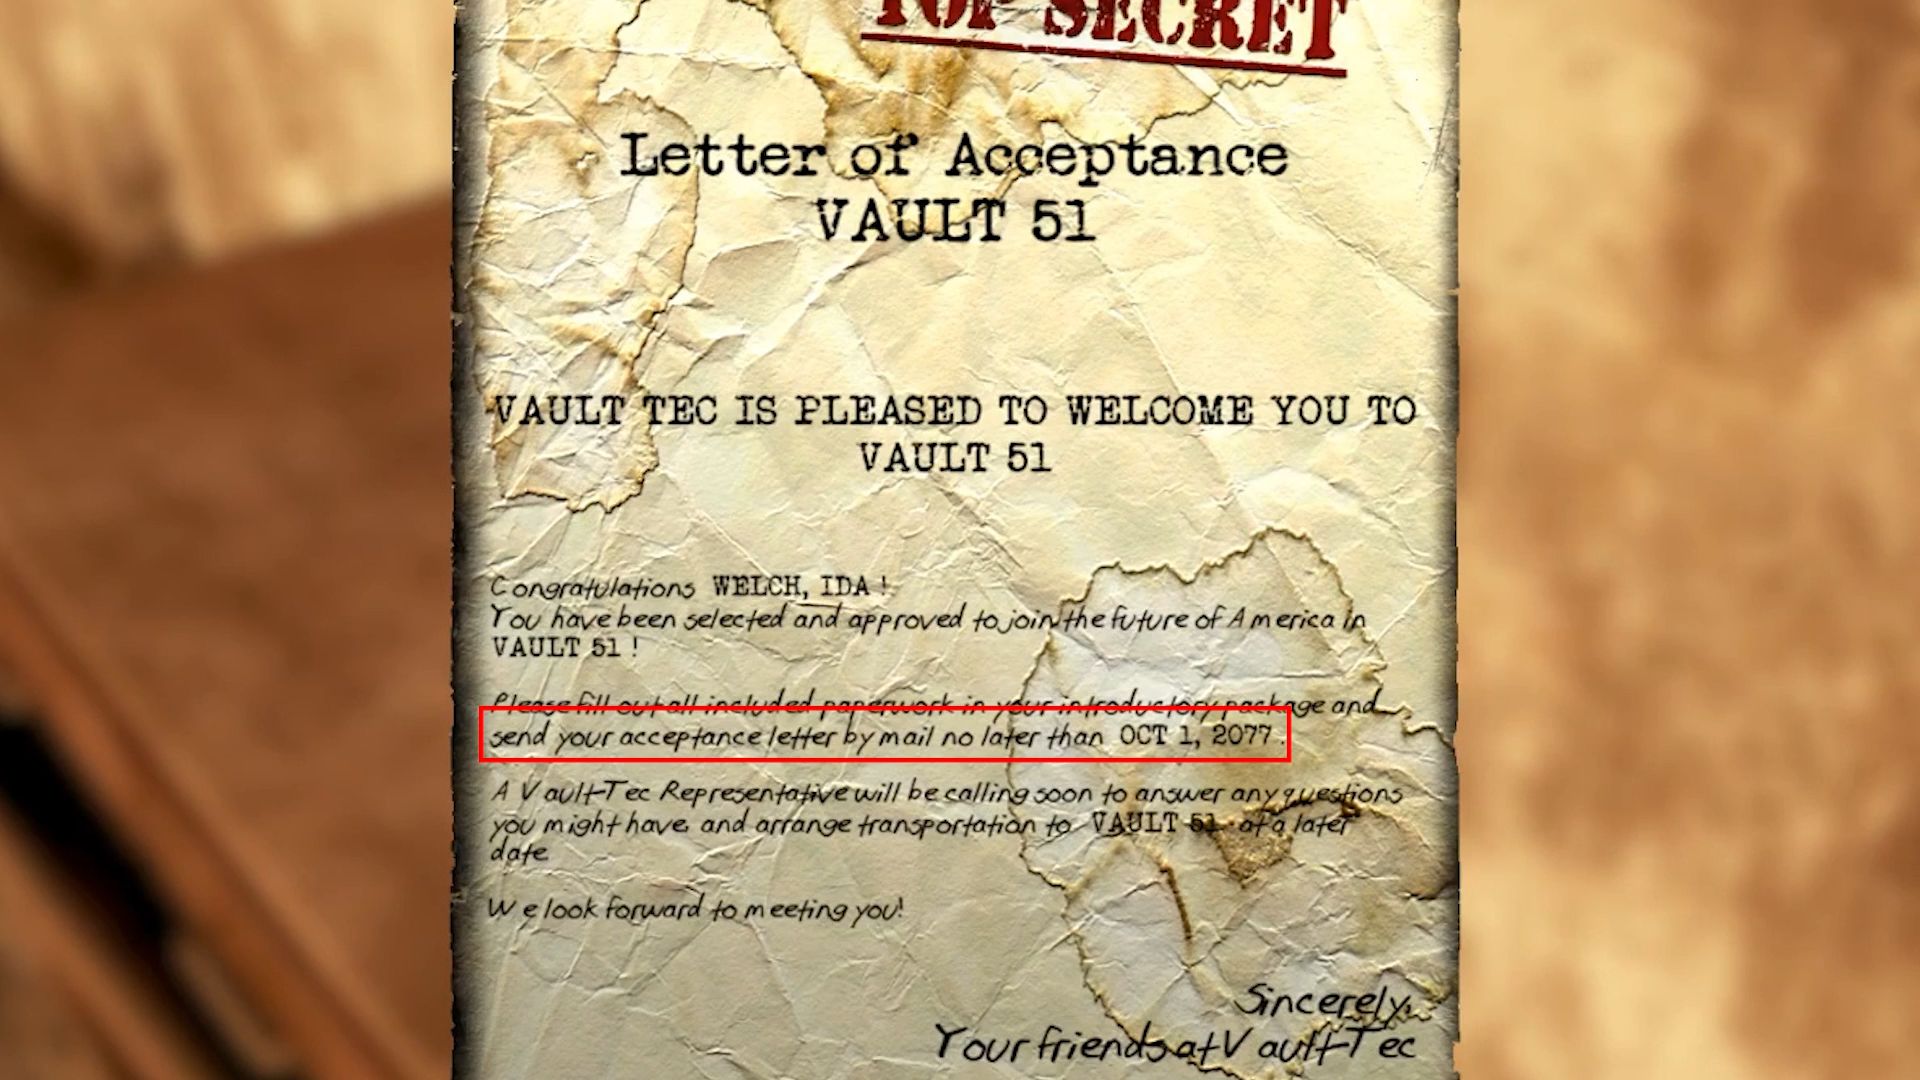 TOP SECRET
Letter of Acceptance
VAULT 51
VAULT TEC IS PLEASED TO WELCOME YOU TO
VAULT 51
Congratulations WELCH, IDA !
You have been selected and approved to join the future of America in
VAULT 51 !
Please fill out all included paperwork in your introductory package and
send your acceptance letter by mail no later than OCT 1, 2077 .
A Vault-Tec Representative will be calling soon to answer any questions
you might have, and arrange transportation to VAULT 51 at a later
date.
We look forward to meeting you!
Sincerely,
Your friends at Vault-Tec